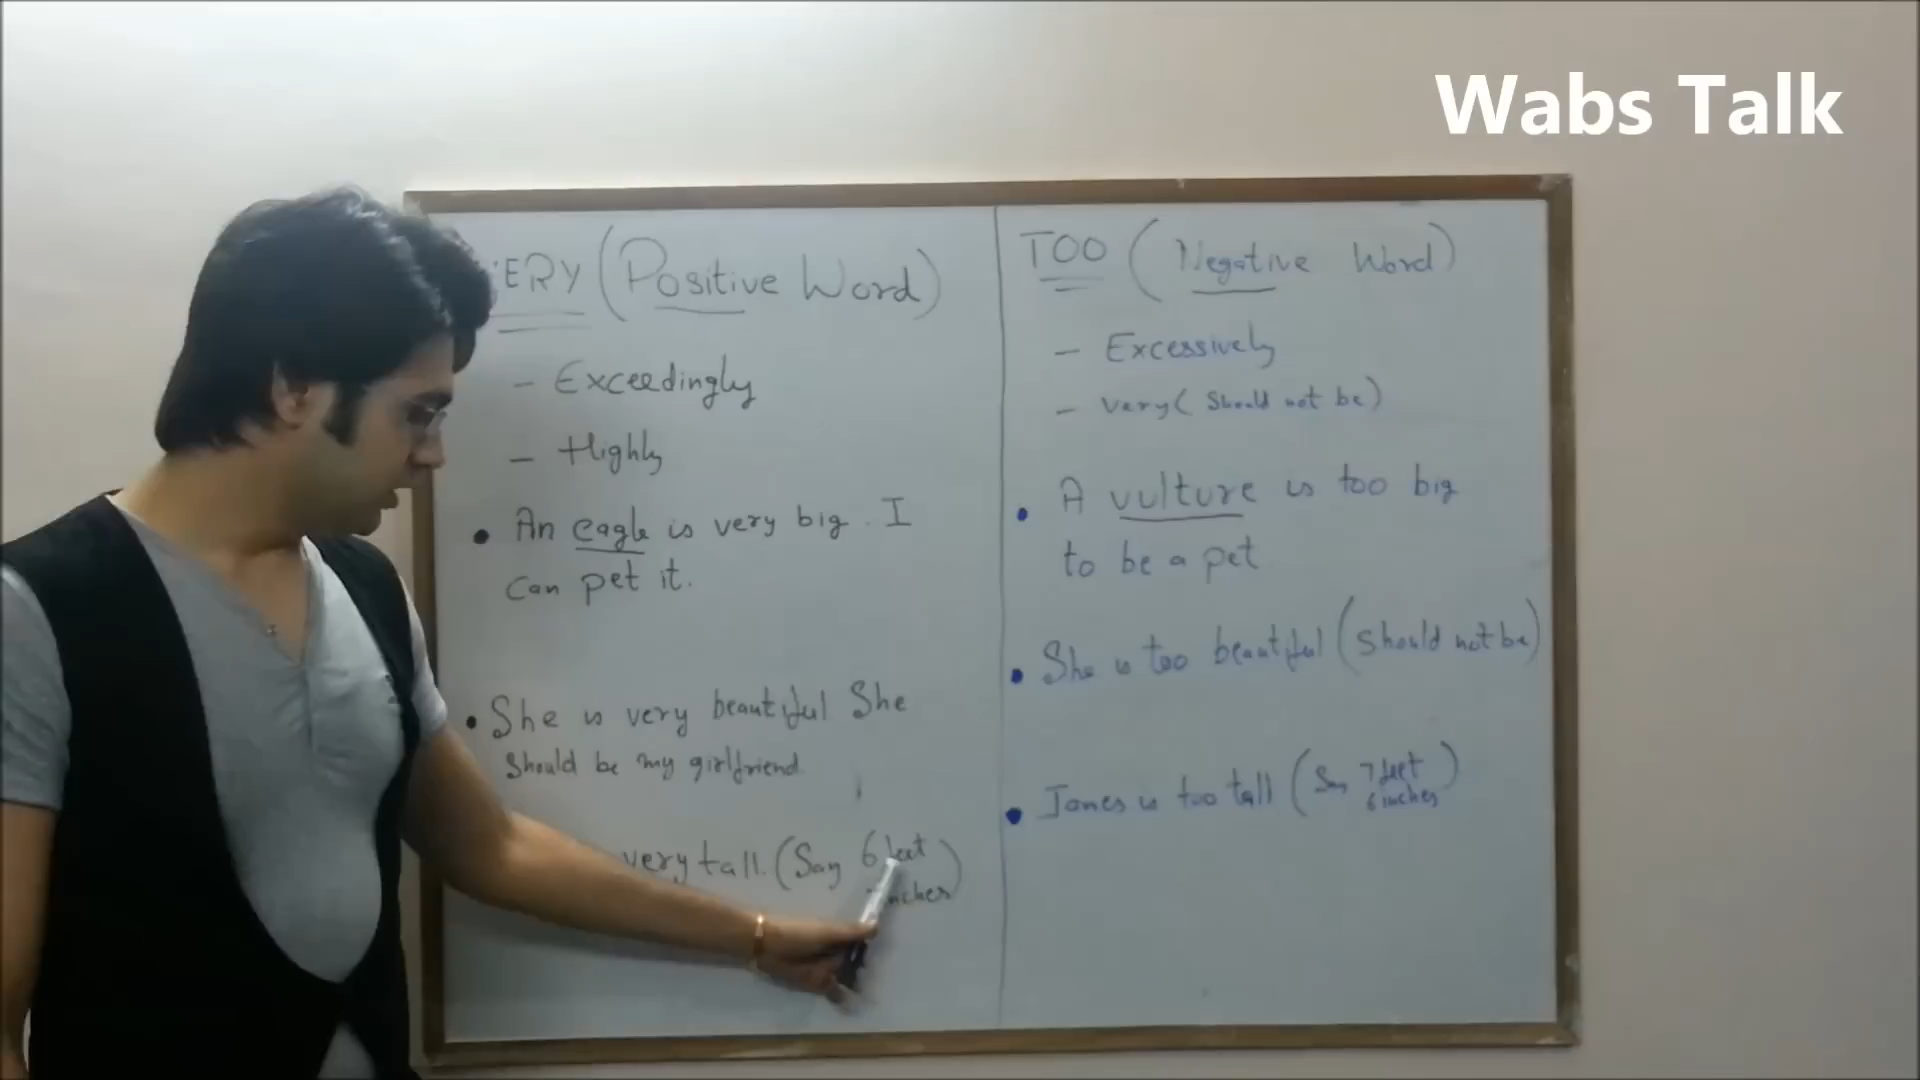 Wabs Talk
ERY (Positive Word)
- Exceedingly
- Highly
• An eagle is very big. I
can pet it.
• She is very beautiful She
should be my girlfriend
very tall. (Say 6 feet
inches)
TOO (Negative Word)
- Excessively
- very (should not be)
• A vulture is too big
to be a pet
• She is too beautiful (should not be)
• James is too tall (Say 7 feet
6 inches)